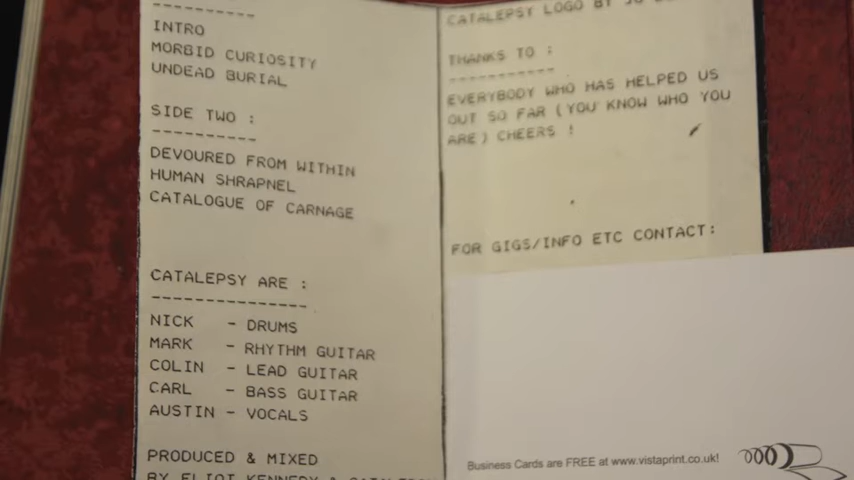 INTRO
MORBID CURIOSITY
UNDEAD BURIAL
SIDE TWO :
DEVOURED FROM WITHIN
HUMAN SHRAPNEL
CATALOGUE OF CARNAGE
CATALEPSY ARE :
NICK - DRUMS
MARK - RHYTHM GUITAR
COLIN - LEAD GUITAR
CARL - BASS GUITAR
AUSTIN - VOCALS
PRODUCED & MIXED
BY ELIOT KENNEDY &
CATALEPSY LOGO BY
THANKS TO :
EVERYBODY WHO HAS HELPED US
OUT SO FAR (YOU KNOW WHO YOU
ARE) CHEERS !
FOR GIGS/INFO ETC CONTACT:
Business Cards are FREE at www.vistaprint.co.uk!